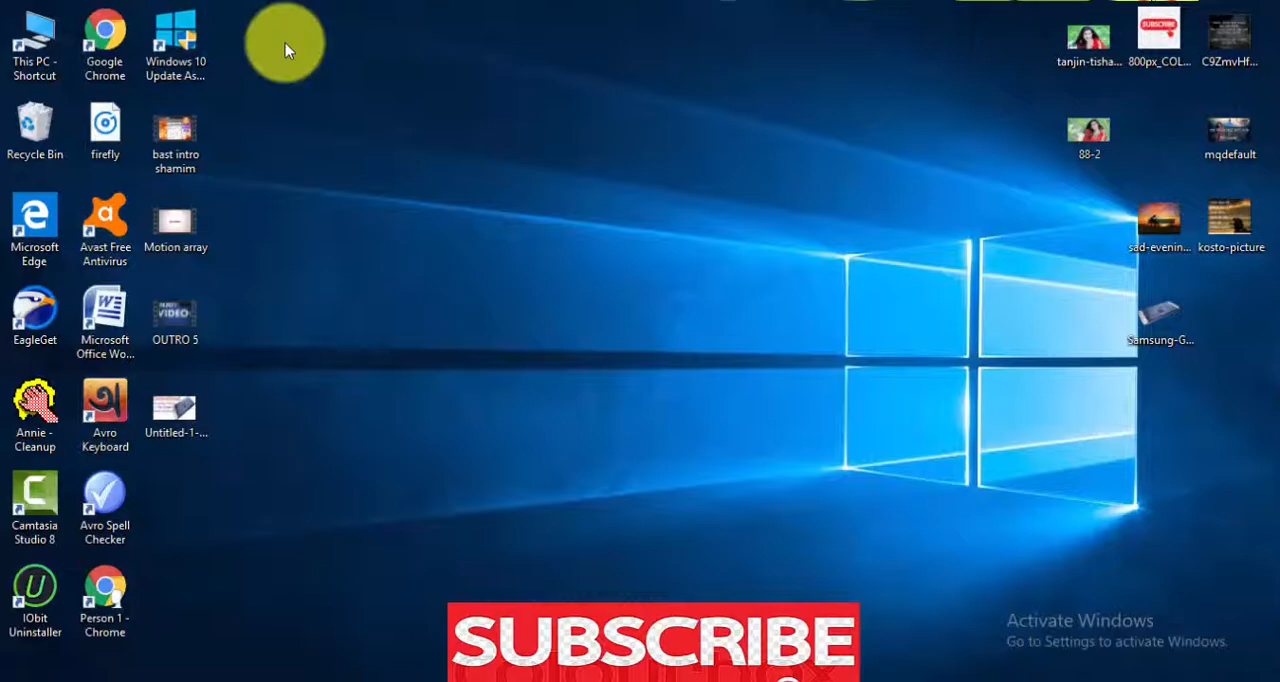 This PC -
Shortcut
Google
Chrome
Windows 10
Update As...
tanjin-tisha...
800px_COL...
C9ZmvHf...
Recycle Bin
firefly
bast intro
shamim
88-2
mqdefault
Microsoft
Edge
Avast Free
Antivirus
Motion array
sad-evenin...
kosto-picture
EagleGet
Microsoft
Office Wo...
OUTRO 5
Samsung-G...
Annie -
Cleanup
Avro
Keyboard
Untitled-1-...
Camtasia
Studio 8
Avro Spell
Checker
IObit
Uninstaller
Person 1 -
Chrome
SUBSCRIBE
Activate Windows
Go to Settings to activate Windows.